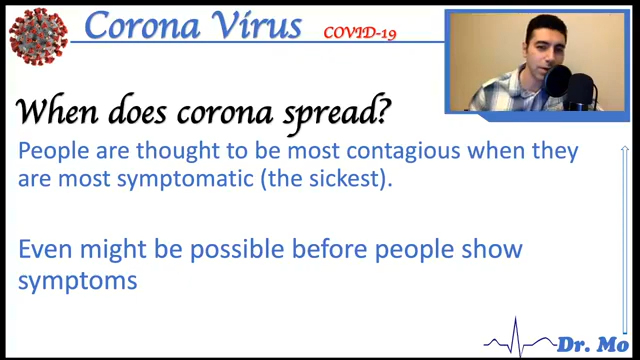 Corona Vírus COVID-19
When does corona spread?
People are thought to be most contagious when they
are most symptomatic (the sickest).
Even might be possible before people show
symptoms
Dr. Mo